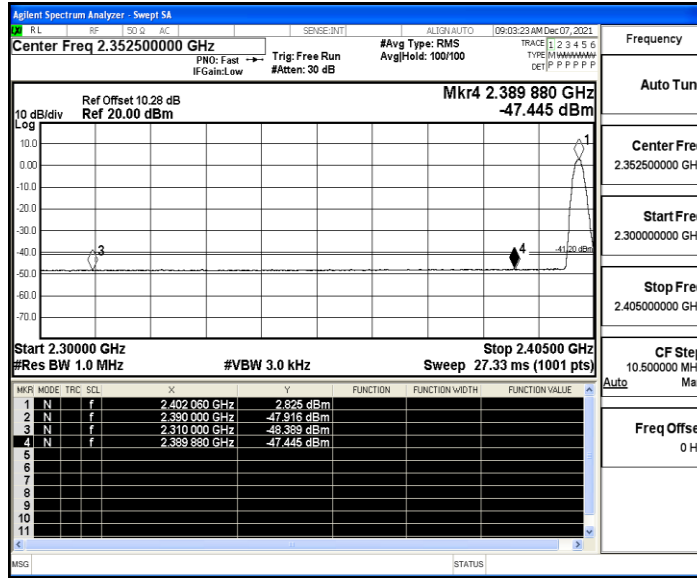 Agilent Spectrum Analyzer - Swept SA
RL RF 50 Ω AC SENSE:INT ALIGN AUTO 09:03:23 AM Dec 07, 2021
Center Freq 2.352500000 GHz
PNO: Fast
IFGain:Low
Trig: Free Run
#Atten: 30 dB
#Avg Type: RMS
Avg|Hold: 100/100
TRACE 1 2 3 4 5 6
TYPE M
DET P P P P P P
Mkr4 2.389 880 GHz
-47.445 dBm
Ref Offset 10.28 dB
10 dB/div Ref 20.00 dBm
Log
10.0
0.00
-10.0
-20.0
-30.0
-40.0
-50.0
-60.0
-70.0
1
3
4
-41.20 dBm
Start 2.30000 GHz Stop 2.40500 GHz
#Res BW 1.0 MHz #VBW 3.0 kHz Sweep 27.33 ms (1001 pts)
MKR MODE TRC SCL X Y FUNCTION FUNCTION WIDTH FUNCTION VALUE
1 N f 2.402 060 GHz 2.825 dBm
2 N f 2.390 000 GHz -47.916 dBm
3 N f 2.310 000 GHz -48.389 dBm
4 N f 2.389 880 GHz -47.445 dBm
5
6
7
8
9
10
11
MSG STATUS
Frequency
Auto Tun
Center Fre
2.352500000 GH
Start Fre
2.300000000 GH
Stop Fre
2.405000000 GH
CF Step
10.500000 MH
Auto Ma
Freq Offse
0 H